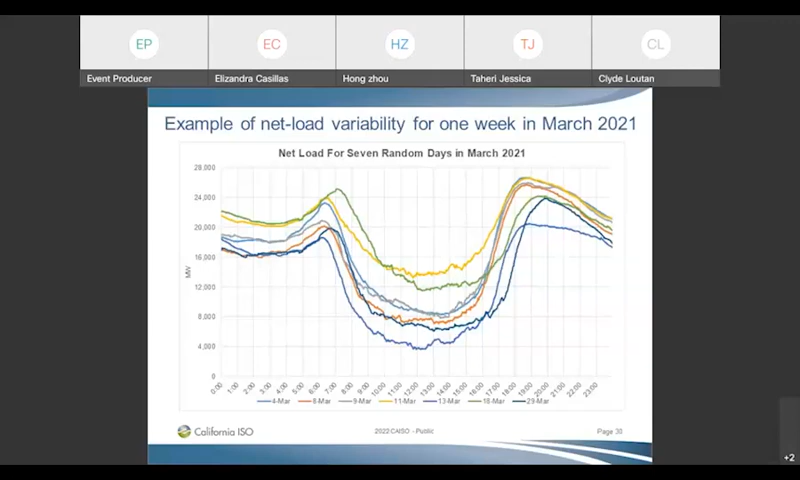 EP
EC
HZ
TJ
CL
Event Producer
Elizandra Casillas
Hong zhou
Taheri Jessica
Clyde Loutan
Example of net-load variability for one week in March 2021
Net Load For Seven Random Days in March 2021
28,000
24,000
20,000
16,000
12,000
8,000
4,000
0
MW
0:00 1:00 2:00 3:00 4:00 5:00 6:00 7:00 8:00 9:00 10:00 11:00 12:00 13:00 14:00 15:00 16:00 17:00 18:00 19:00 20:00 21:00 22:00 23:00
4-Mar 8-Mar 9-Mar 11-Mar 13-Mar 18-Mar 29-Mar
California ISO
2022 CAISO - Public
+2